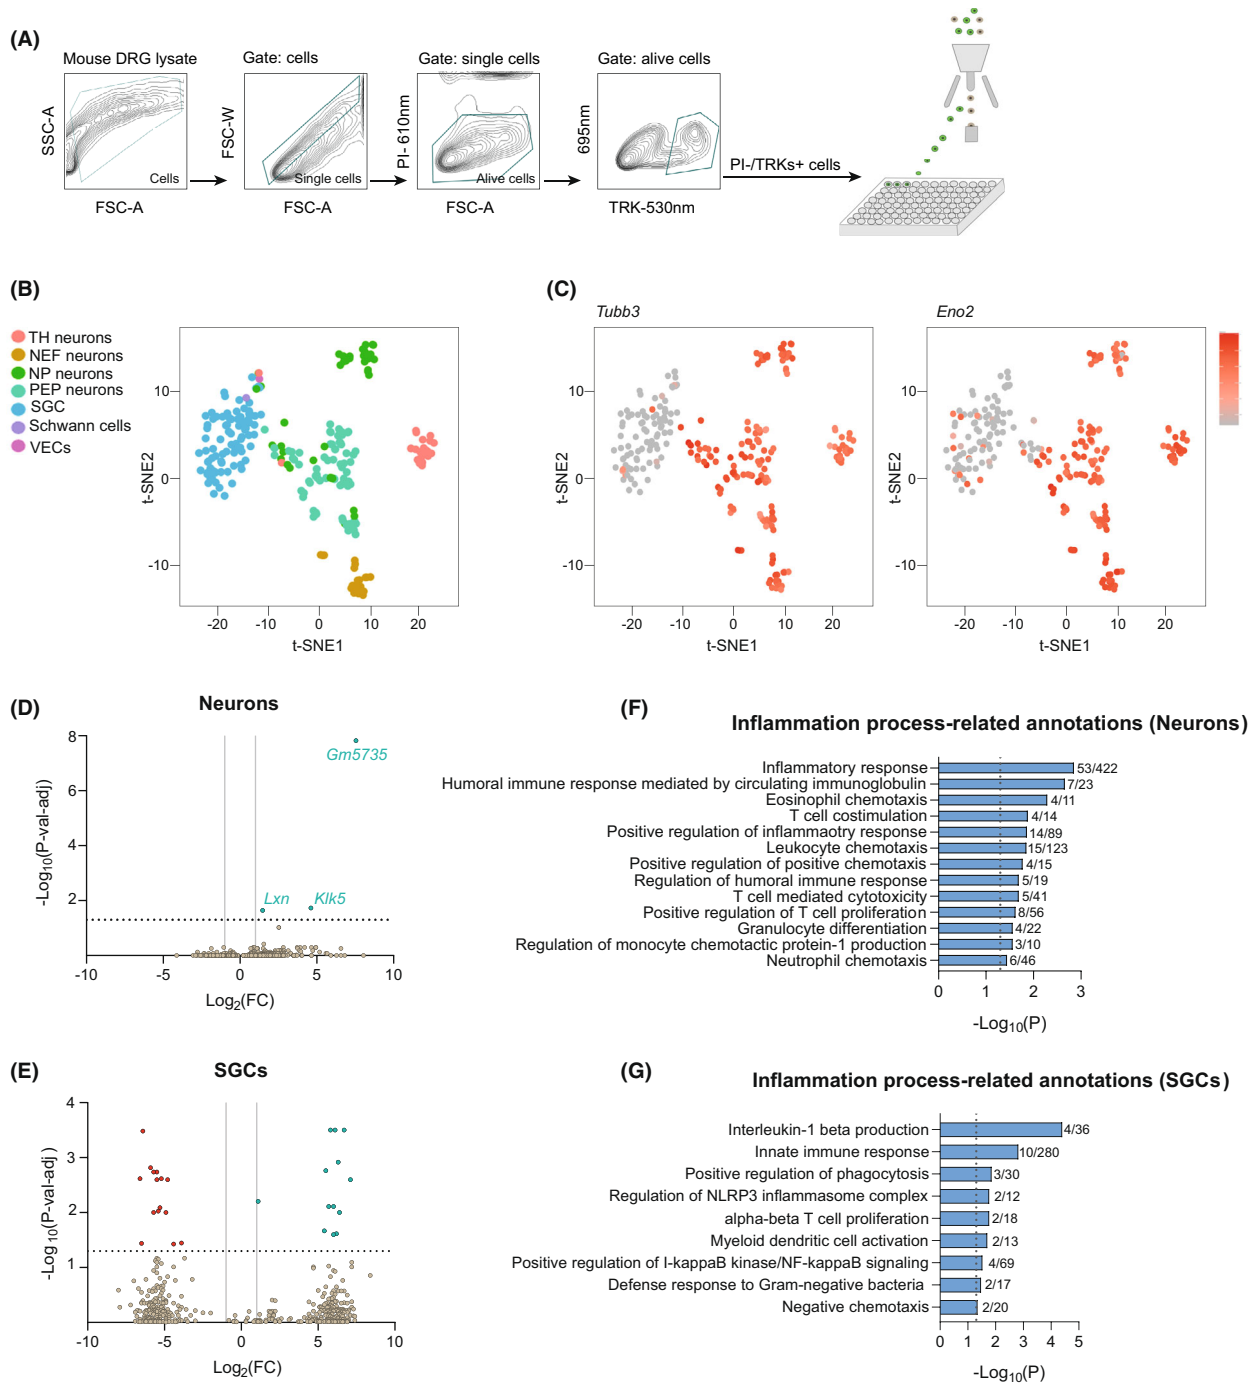 (A)
Mouse DRG lysate
Gate: cells
Gate: single cells
Gate: alive cells
SSC-A
FSC-W
PI- 610nm
695nm
Cells
Single cells
Alive cells
PI-/TRKs+ cells
FSC-A
FSC-A
FSC-A
TRK-530nm
(B)
TH neurons
NEF neurons
NP neurons
PEP neurons
SGC
Schwann cells
VECs
t-SNE2
10
0
-10
-20
-10
0
10
20
t-SNE1
(C)
Tubb3
t-SNE2
10
0
-10
-20
-10
0
10
20
t-SNE1
Eno2
t-SNE2
10
0
-10
-20
-10
0
10
20
t-SNE1
(D)
Neurons
-Log10(P-val-adj)
8
6
4
2
Gm5735
Lxn
Klk5
-10
-5
0
5
10
Log2(FC)
(F)
Inflammation process-related annotations (Neurons)
Inflammatory response 53/422
Humoral immune response mediated by circulating immunoglobulin 7/23
Eosinophil chemotaxis 4/11
T cell costimulation 4/14
Positive regulation of inflammaotry response 14/89
Leukocyte chemotaxis 15/123
Positive regulation of positive chemotaxis 4/15
Regulation of humoral immune response 5/19
T cell mediated cytotoxicity 5/41
Positive regulation of T cell proliferation 8/56
Granulocyte differentiation 4/22
Regulation of monocyte chemotactic protein-1 production 3/10
Neutrophil chemotaxis 6/46
0
1
2
3
-Log10(P)
(E)
SGCs
-Log10(P-val-adj)
4
3
2
1
-10
-5
0
5
10
Log2(FC)
(G)
Inflammation process-related annotations (SGCs)
Interleukin-1 beta production 4/36
Innate immune response 10/280
Positive regulation of phagocytosis 3/30
Regulation of NLRP3 inflammasome complex 2/12
alpha-beta T cell proliferation 2/18
Myeloid dendritic cell activation 2/13
Positive regulation of I-kappaB kinase/NF-kappaB signaling 4/69
Defense response to Gram-negative bacteria 2/17
Negative chemotaxis 2/20
0
1
2
3
4
5
-Log10(P)